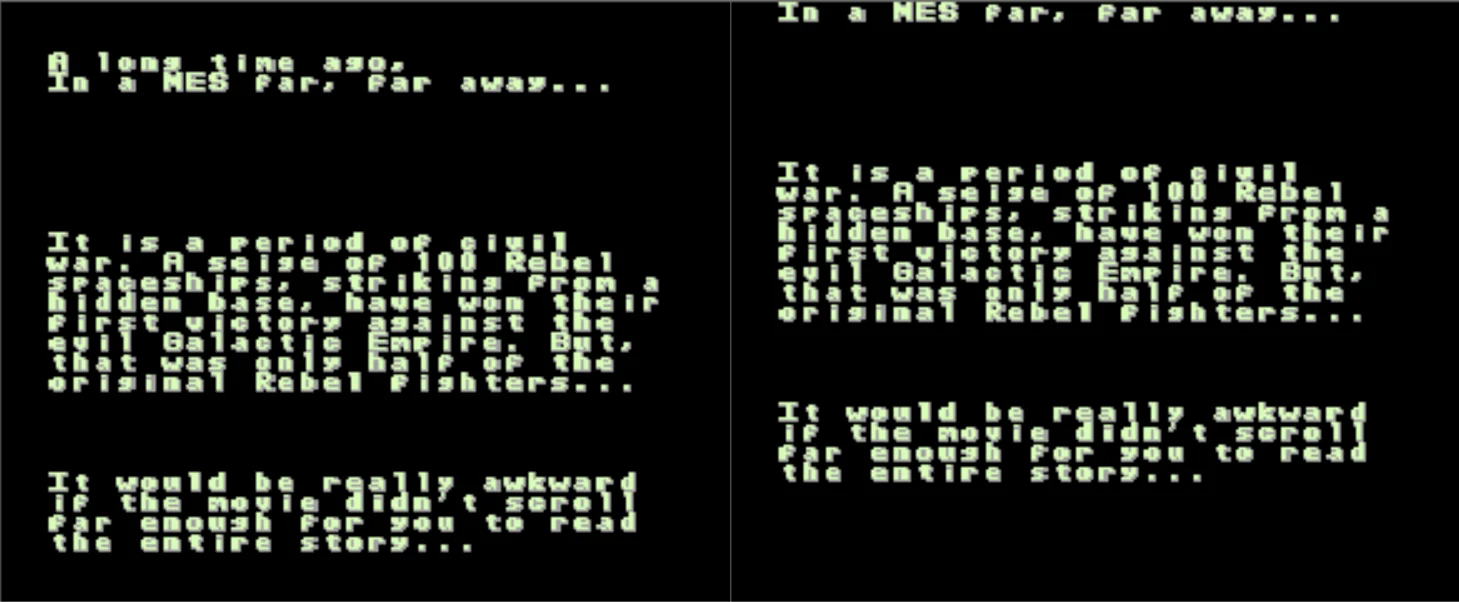 A long time ago,
In a NES far, far away...
It is a period of civil
war. A seige of 100 Rebel
spaceships, striking from a
hidden base, have won their
first victory against the
evil Galactic Empire. But,
that was only half of the
original Rebel fighters...
It would be really awkward
if the movie didn't scroll
far enough for you to read
the entire story...
In a NES far, far away...
It is a period of civil
war. A seige of 100 Rebel
spaceships, striking from a
hidden base, have won their
first victory against the
evil Galactic Empire. But,
that was only half of the
original Rebel fighters...
It would be really awkward
if the movie didn't scroll
far enough for you to read
the entire story...